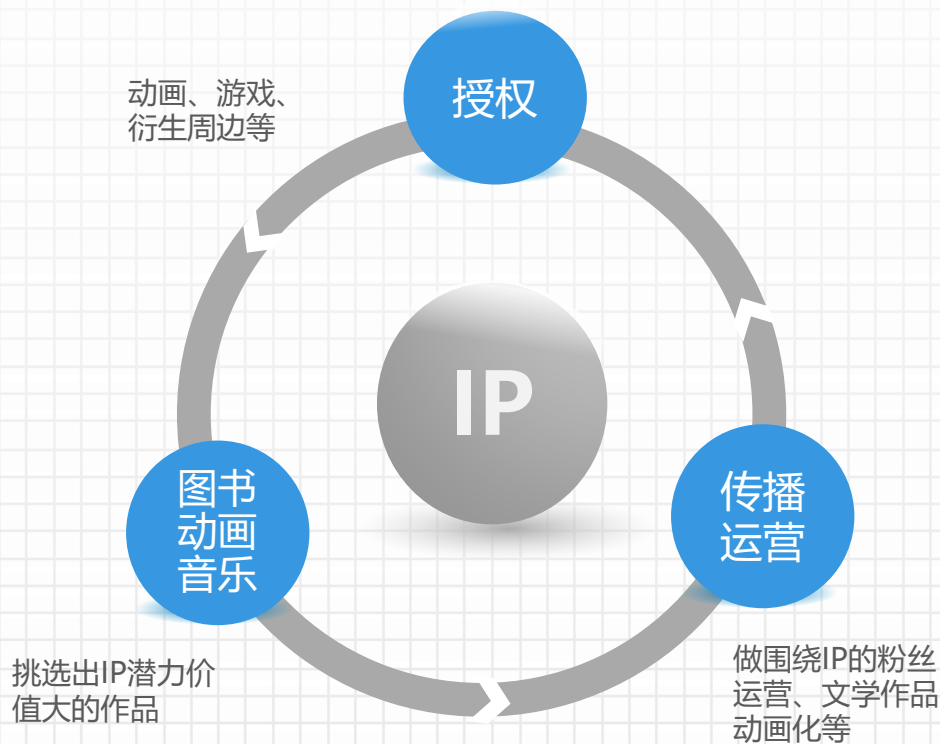 授权
动画、游戏、
衍生周边等
IP
图书
动画
音乐
传播
运营
挑选出IP潜力价
值大的作品
做围绕IP的粉丝
运营、文学作品
动画化等